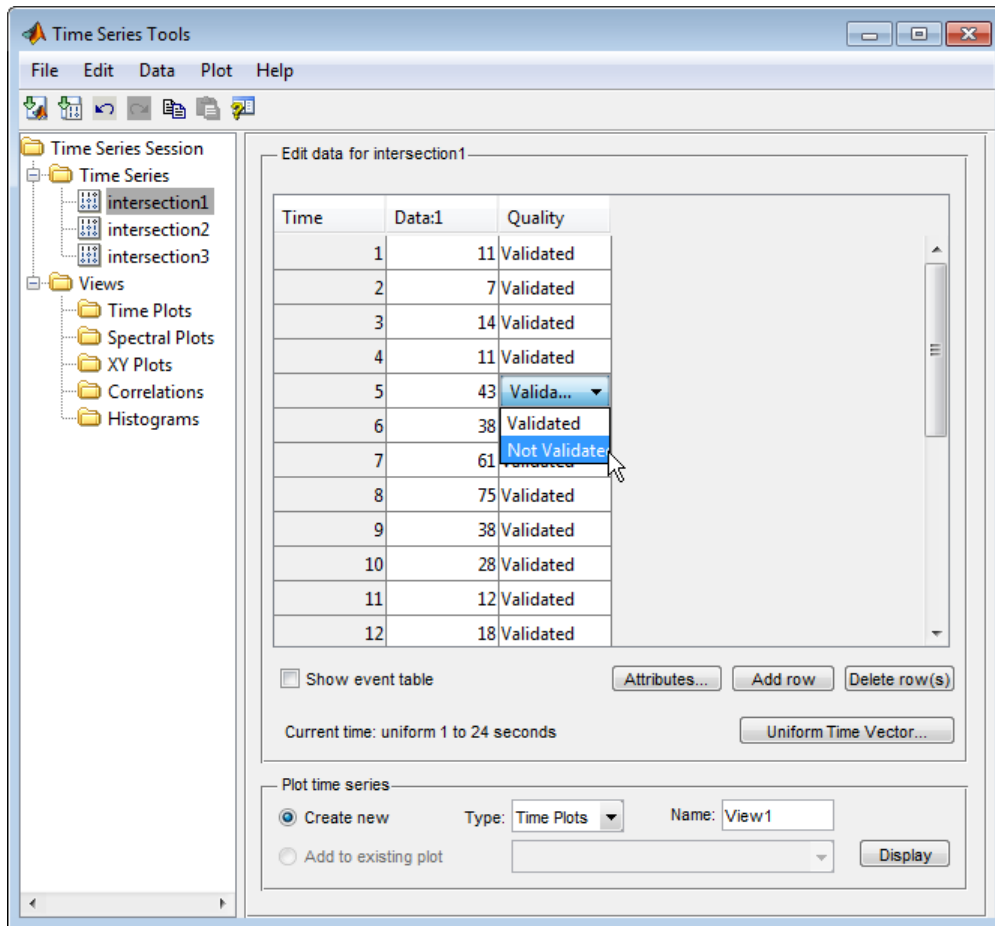 Time Series Tools
File Edit Data Plot Help
Time Series Session
Time Series
intersection1
intersection2
intersection3
Views
Time Plots
Spectral Plots
XY Plots
Correlations
Histograms
Edit data for intersection1
Time Data:1 Quality
1 11 Validated
2 7 Validated
3 14 Validated
4 11 Validated
5 43 Valida...
6 38
Validated
Not Validated
7 61 Validated
8 75 Validated
9 38 Validated
10 28 Validated
11 12 Validated
12 18 Validated
Show event table Attributes... Add row Delete row(s)
Current time: uniform 1 to 24 seconds Uniform Time Vector...
Plot time series
Create new Type: Time Plots Name: View1
Add to existing plot Display